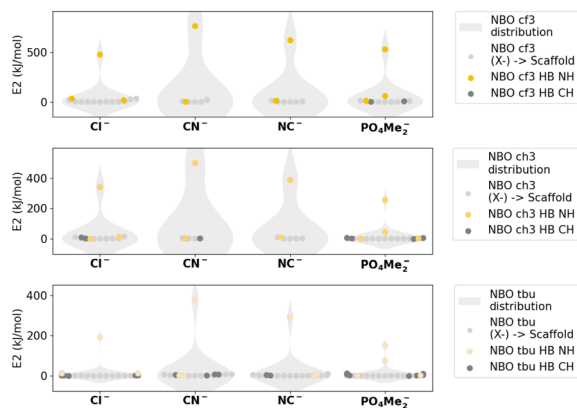 E2 (kJ/mol)
500
0
Cl⁻
CN⁻
NC⁻
PO₄Me₂⁻
NBO cf3
distribution
NBO cf3
(X-) -> Scaffold
NBO cf3 HB NH
NBO cf3 HB CH
E2 (kJ/mol)
400
200
0
Cl⁻
CN⁻
NC⁻
PO₄Me₂⁻
NBO ch3
distribution
NBO ch3
(X-) -> Scaffold
NBO ch3 HB NH
NBO ch3 HB CH
E2 (kJ/mol)
400
200
0
Cl⁻
CN⁻
NC⁻
PO₄Me₂⁻
NBO tbu
distribution
NBO tbu
(X-) -> Scaffold
NBO tbu HB NH
NBO tbu HB CH